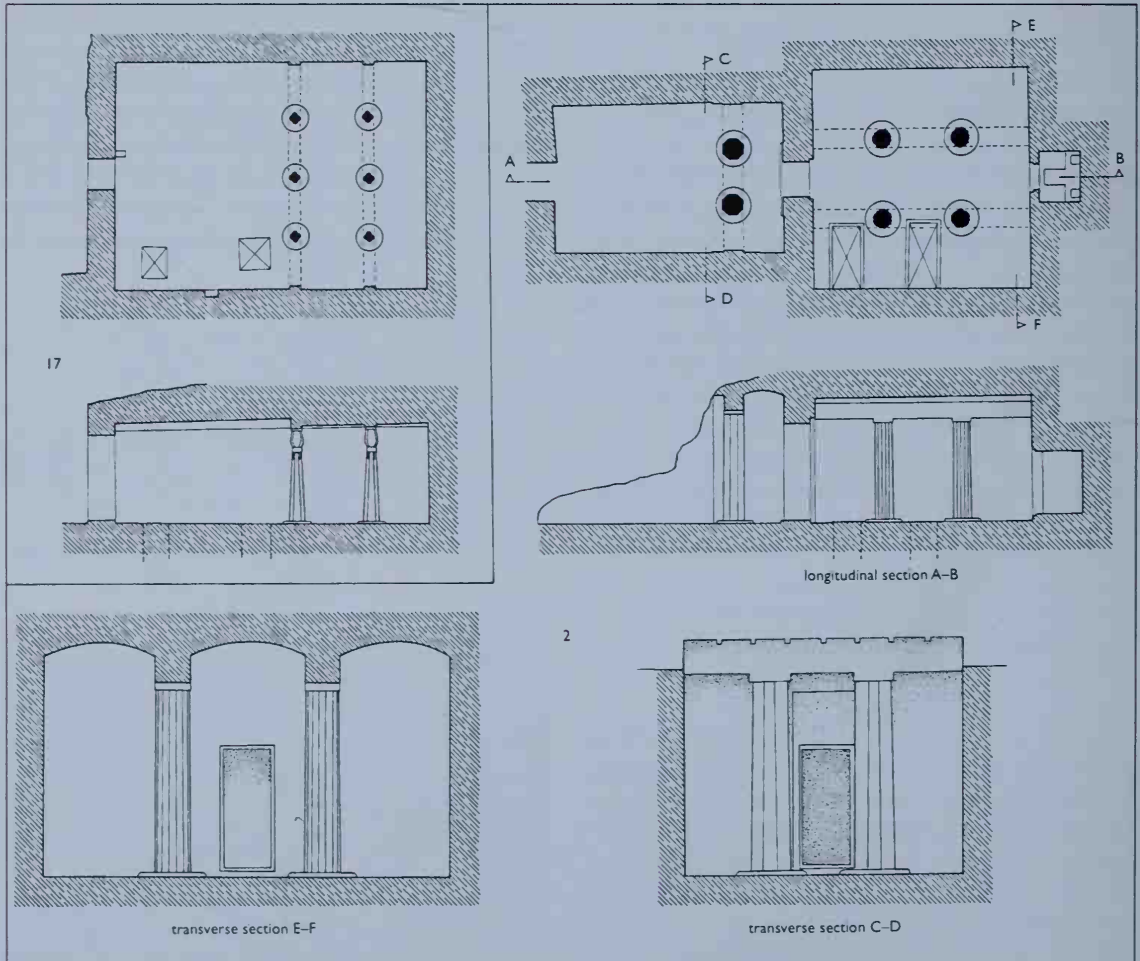 E
C
A
B
D
F
17
longitudinal section A–B
2
transverse section E–F
transverse section C–D